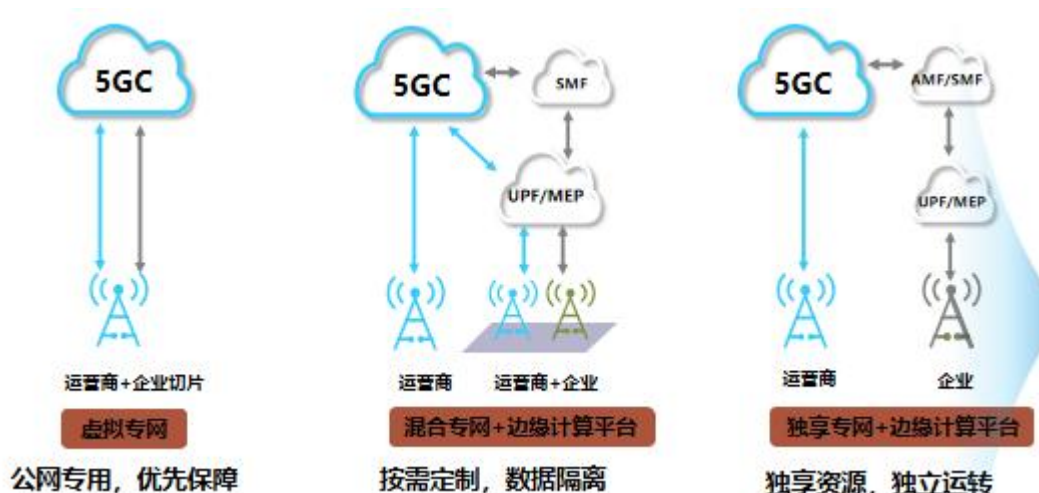 5GC
运营商+企业切片
虚拟专网
公网专用，优先保障
5GC
SMF
UPF/MEP
运营商
运营商+企业
混合专网+边缘计算平台
按需定制，数据隔离
5GC
AMF/SMF
UPF/MEP
运营商
企业
独享专网+边缘计算平台
独享资源，独立运转